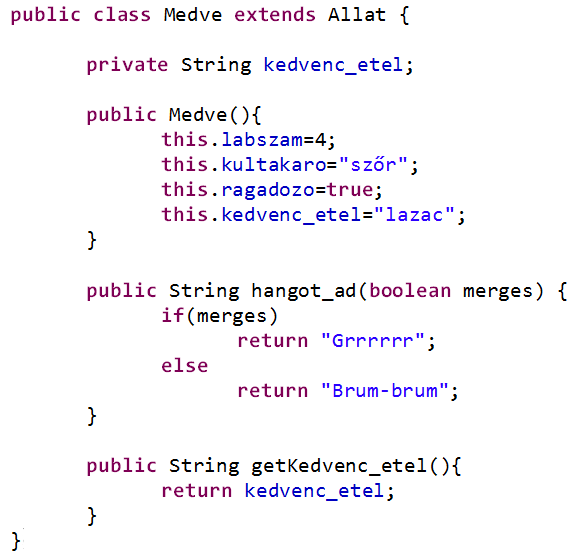 public class Medve extends Allat {
private String kedvenc_etel;
public Medve(){
this.labszam=4;
this.kultakaro="szőr";
this.ragadozo=true;
this.kedvenc_etel="lazac";
}
public String hangot_ad(boolean merges) {
if(merges)
return "Grrrrrr";
else
return "Brum-brum";
}
public String getKedvenc_etel(){
return kedvenc_etel;
}
}